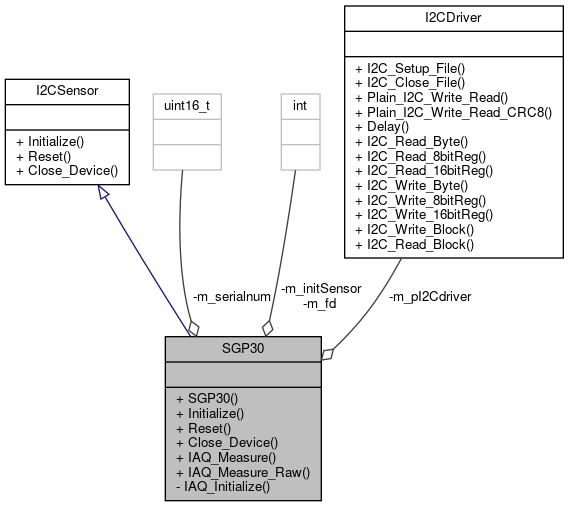 I2CDriver
+ I2C_Setup_File()
+ I2C_Close_File()
+ Plain_I2C_Write_Read()
+ Plain_I2C_Write_Read_CRC8()
+ Delay()
+ I2C_Read_Byte()
+ I2C_Read_8bitReg()
+ I2C_Read_16bitReg()
+ I2C_Write_Byte()
+ I2C_Write_8bitReg()
+ I2C_Write_16bitReg()
+ I2C_Write_Block()
+ I2C_Read_Block()
I2CSensor
+ Initialize()
+ Reset()
+ Close_Device()
uint16_t
int
-m_serialnum
-m_initSensor
-m_fd
-m_pI2Cdriver
SGP30
+ SGP30()
+ Initialize()
+ Reset()
+ Close_Device()
+ IAQ_Measure()
+ IAQ_Measure_Raw()
- IAQ_Initialize()